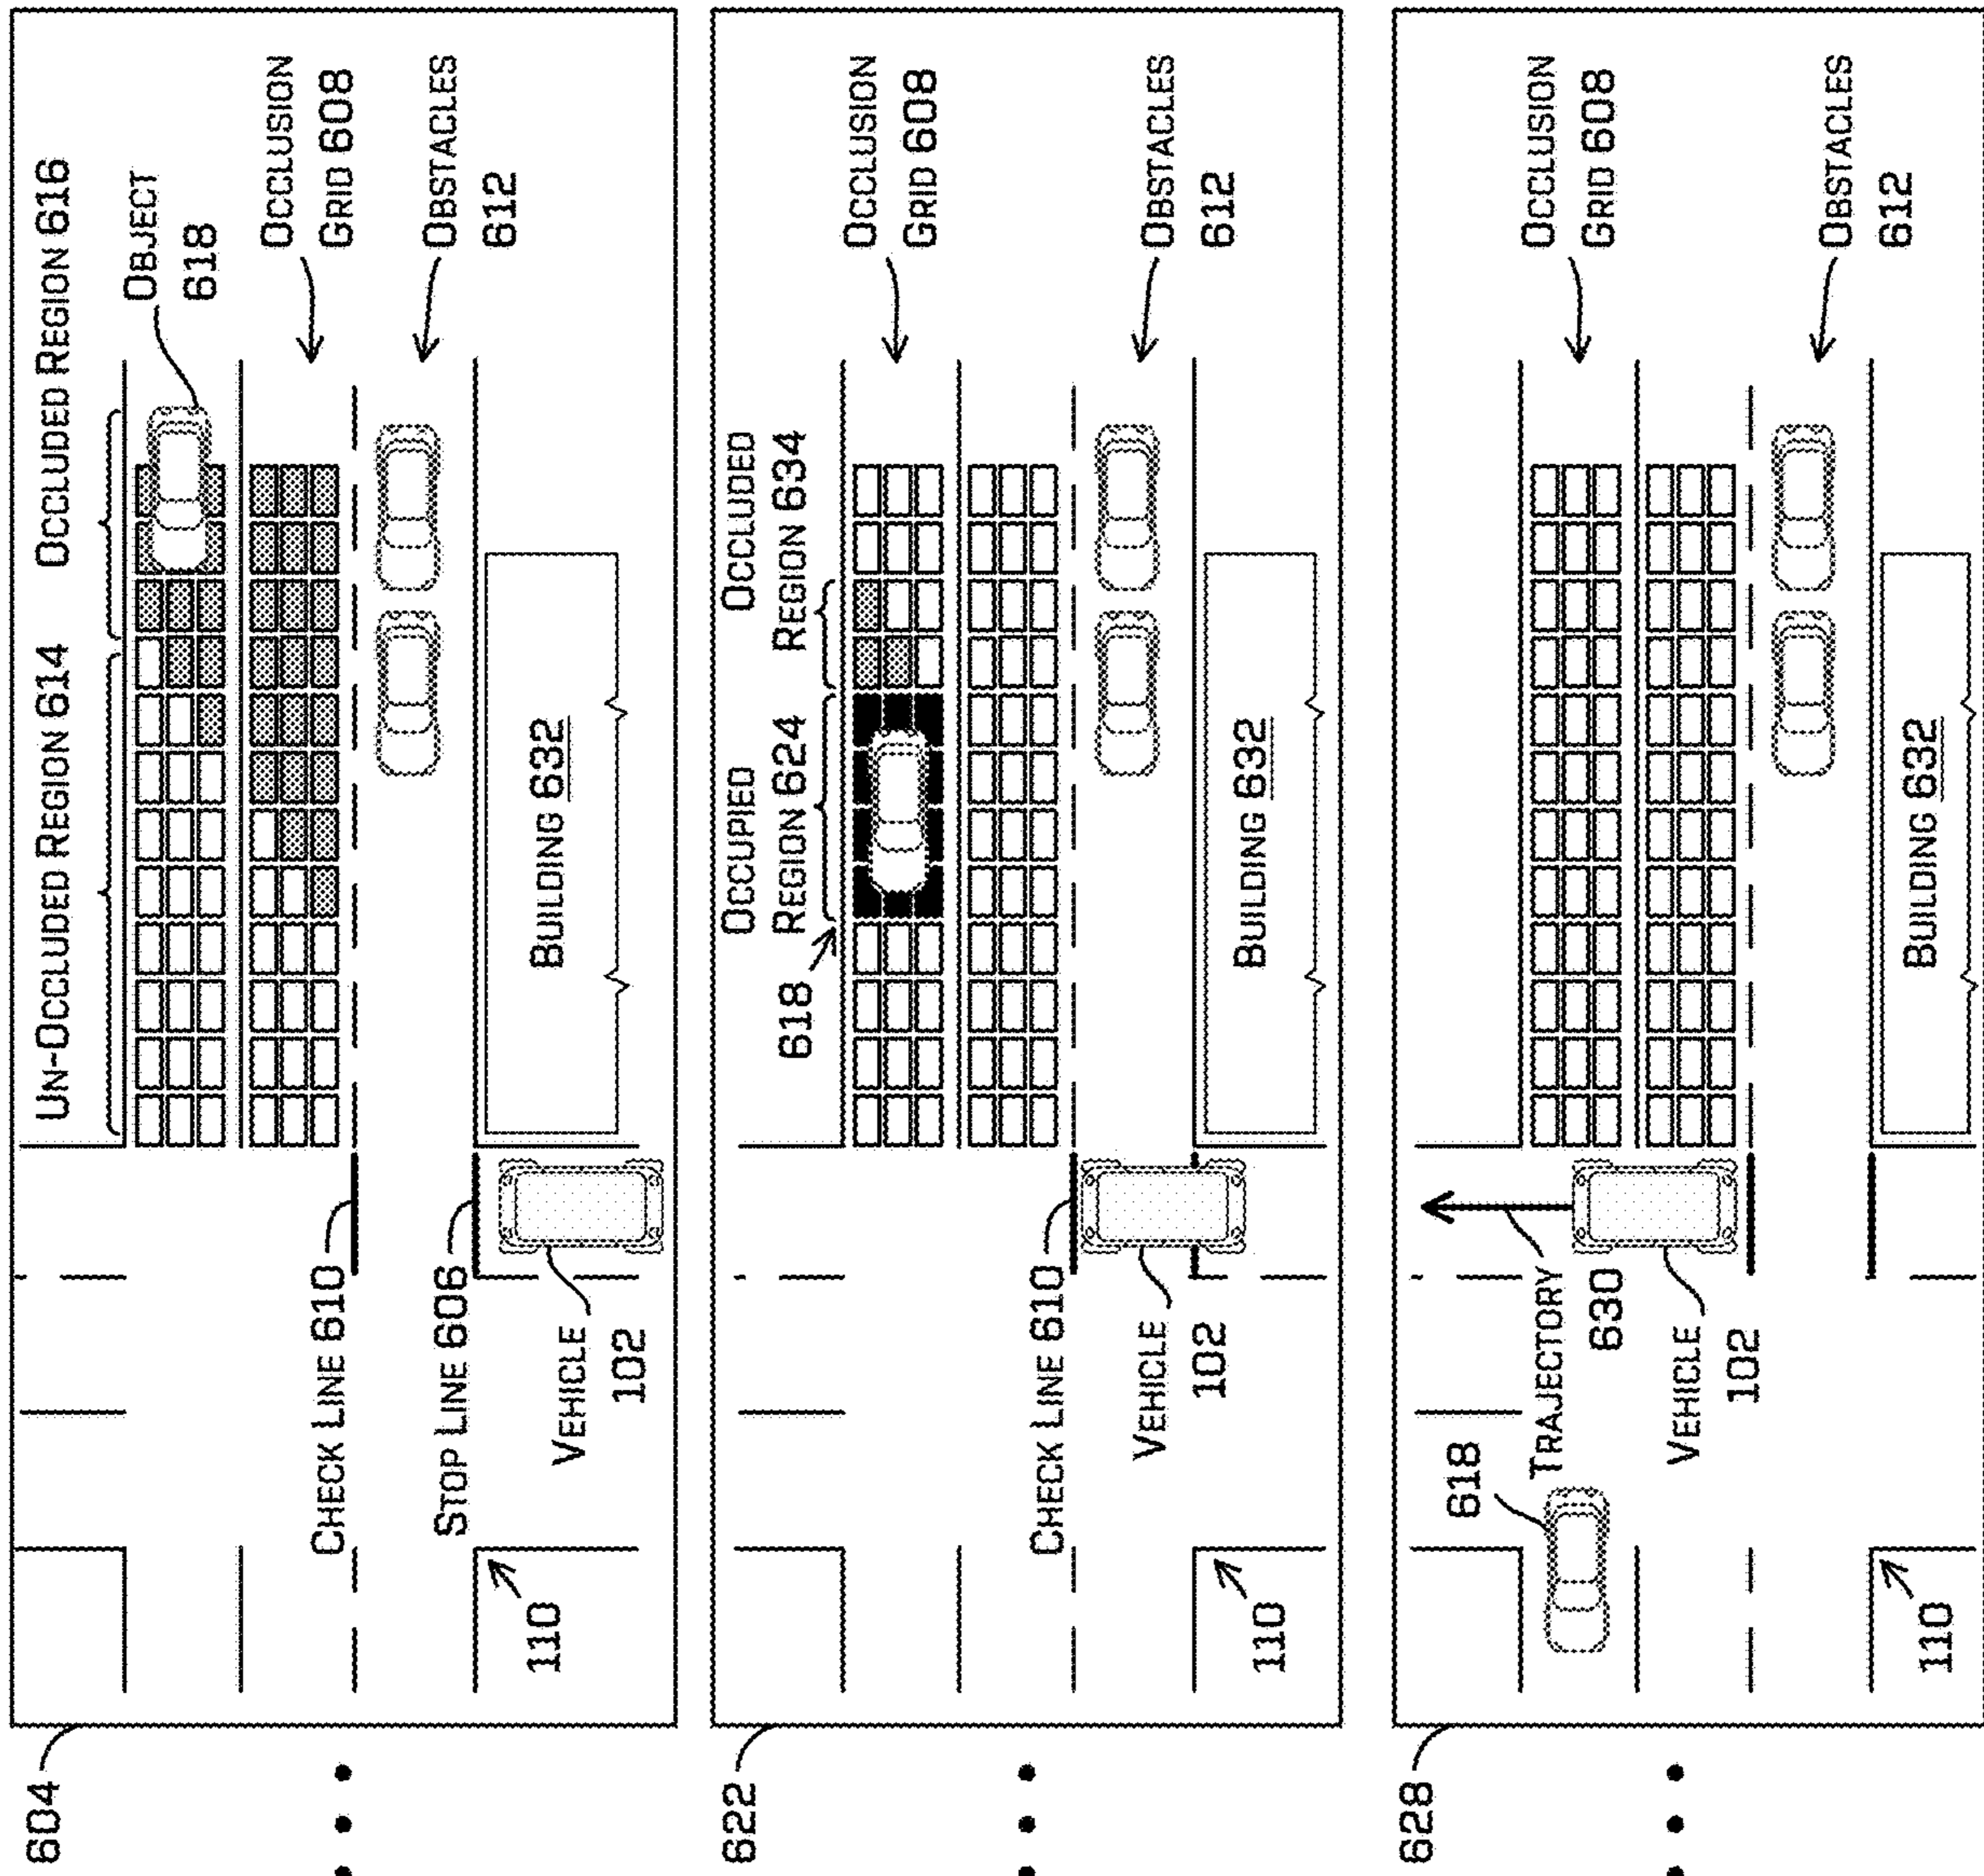 604
UN-OCCLUDED REGION 614
OCCLUDED REGION 616
OBJECT
618
OCCLUSION
GRID 608
OBSTACLES
612
CHECK LINE 610
STOP LINE 606
VEHICLE
102
BUILDING 632
110
622
OCCUPIED
REGION 624
OCCLUDED
REGION 634
618
OCCLUSION
GRID 608
OBSTACLES
612
CHECK LINE 610
VEHICLE
102
BUILDING 632
110
628
618
TRAJECTORY
630
VEHICLE
102
OCCLUSION
GRID 608
OBSTACLES
612
BUILDING 632
110